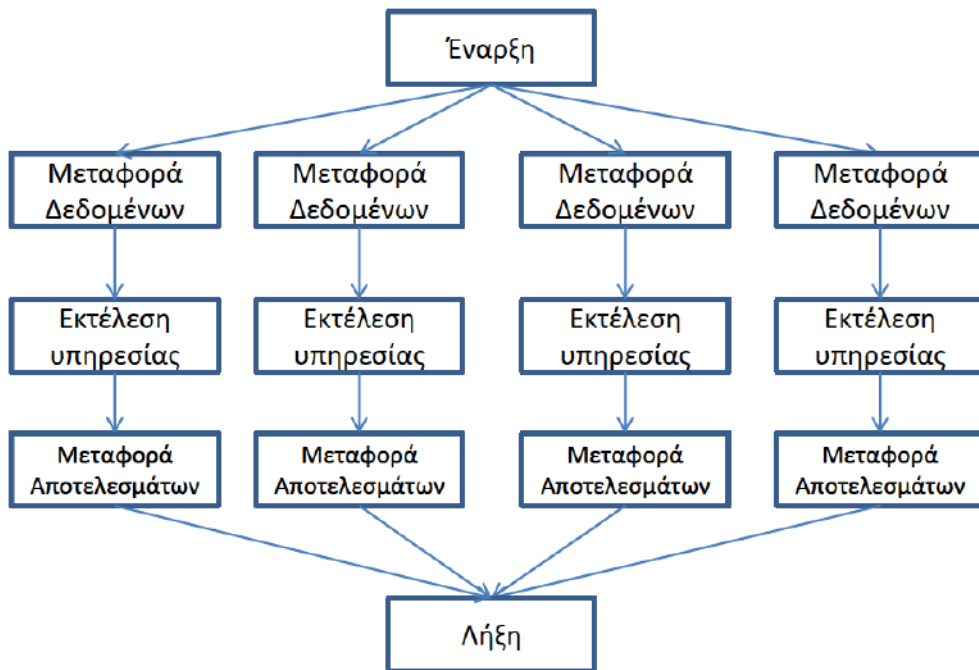 Έναρξη
Μεταφορά
Δεδομένων
Μεταφορά
Δεδομένων
Μεταφορά
Δεδομένων
Μεταφορά
Δεδομένων
Εκτέλεση
υπηρεσίας
Εκτέλεση
υπηρεσίας
Εκτέλεση
υπηρεσίας
Εκτέλεση
υπηρεσίας
Μεταφορά
Αποτελεσμάτων
Μεταφορά
Αποτελεσμάτων
Μεταφορά
Αποτελεσμάτων
Μεταφορά
Αποτελεσμάτων
Λήξη